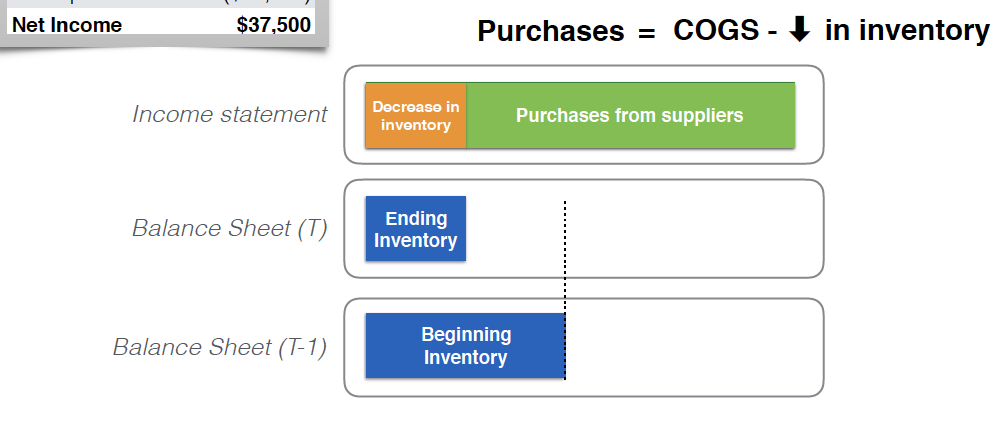 Net Income $37,500
Purchases = COGS - ⬇ in inventory
Income statement
Decrease in
inventory
Purchases from suppliers
Balance Sheet (T)
Ending
Inventory
Balance Sheet (T-1)
Beginning
Inventory